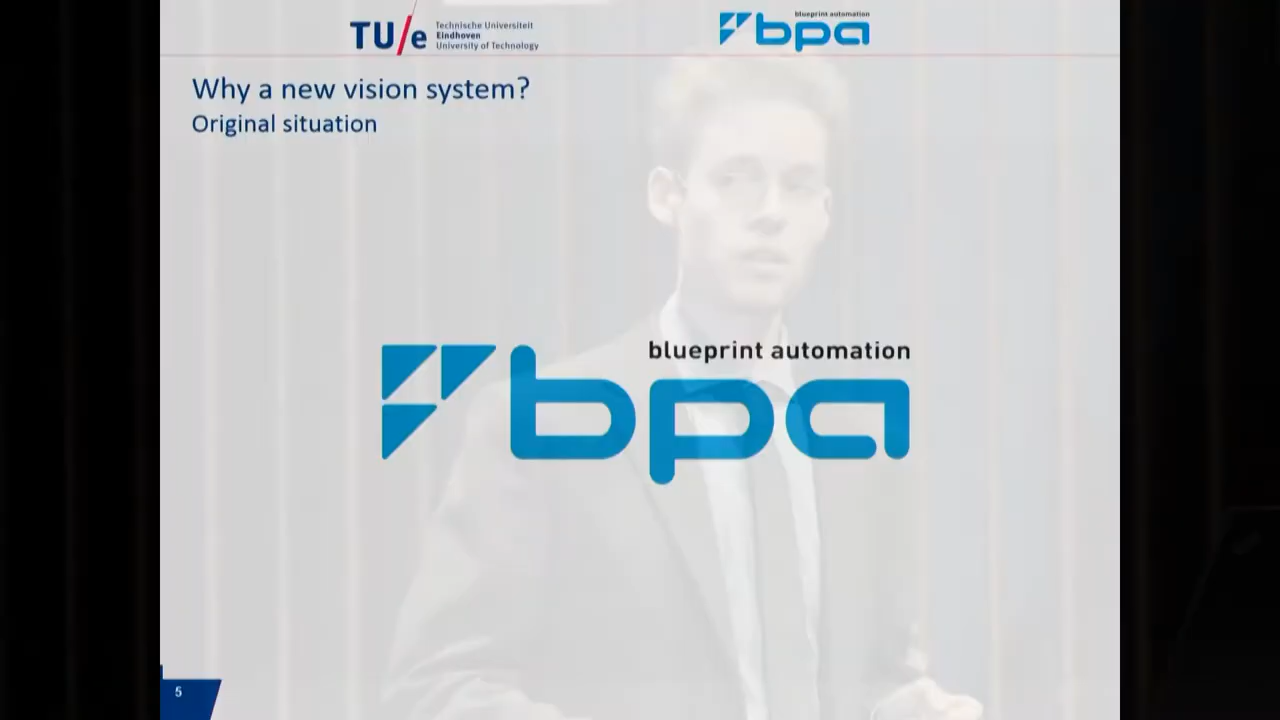 TU/e
Technische Universiteit
Eindhoven
University of Technology
blueprint automation
bpa
Why a new vision system?
Original situation
blueprint automation
bpa
5